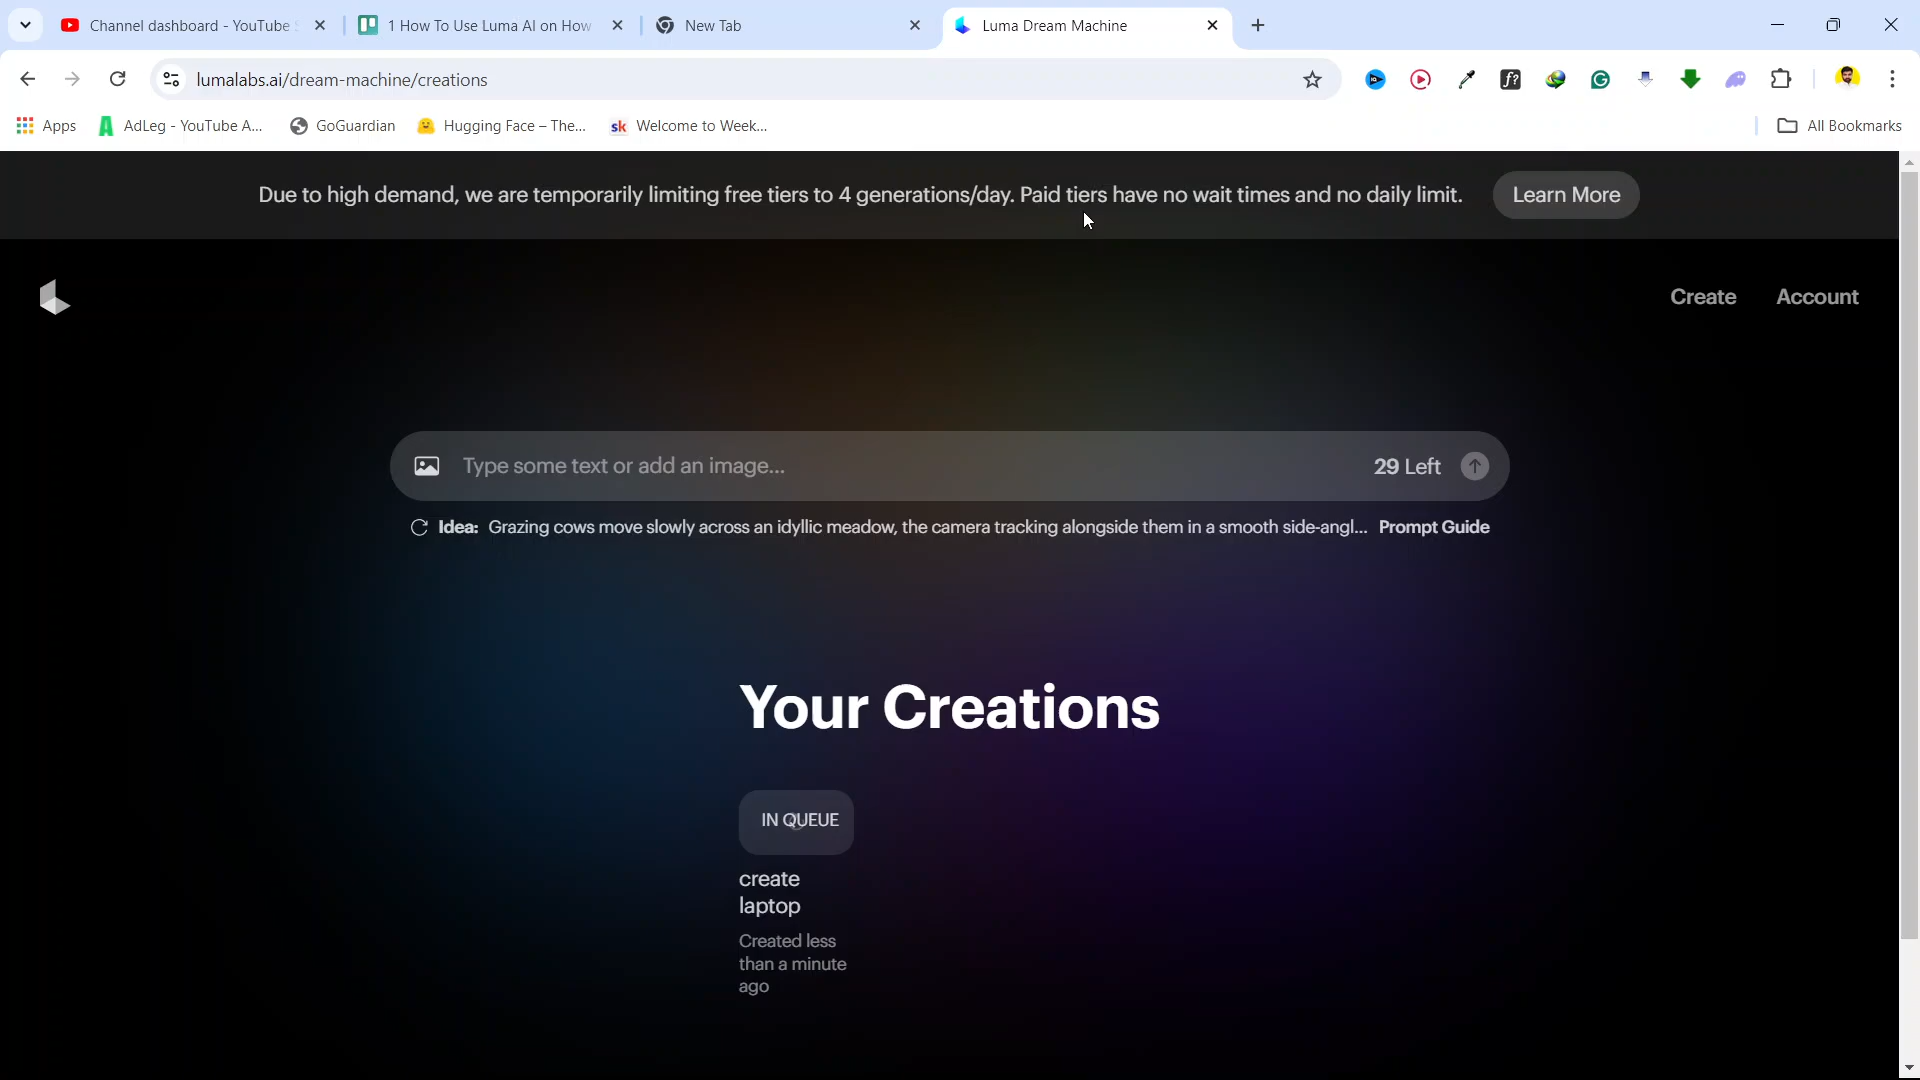 Channel dashboard - YouTube S
1 How To Use Luma AI on How
New Tab
Luma Dream Machine
lumalabs.ai/dream-machine/creations
Apps
AdLeg - YouTube A...
GoGuardian
Hugging Face – The...
sk Welcome to Week...
All Bookmarks
Due to high demand, we are temporarily limiting free tiers to 4 generations/day. Paid tiers have no wait times and no daily limit.
Learn More
Create
Account
Type some text or add an image...
29 Left
Idea: Grazing cows move slowly across an idyllic meadow, the camera tracking alongside them in a smooth side-angl...
Prompt Guide
Your Creations
IN QUEUE
create
laptop
Created less
than a minute
ago